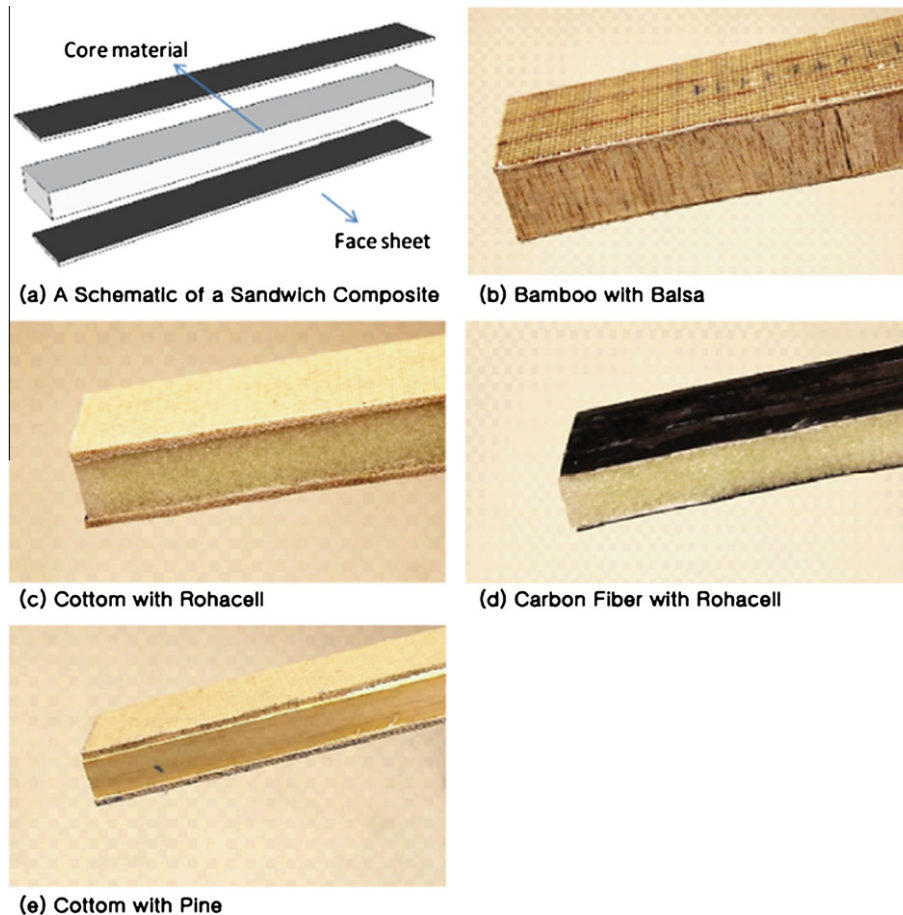 Core material
Face sheet
(a) A Schematic of a Sandwich Composite
(b) Bamboo with Balsa
(c) Cottom with Rohacell
(d) Carbon Fiber with Rohacell
(e) Cottom with Pine